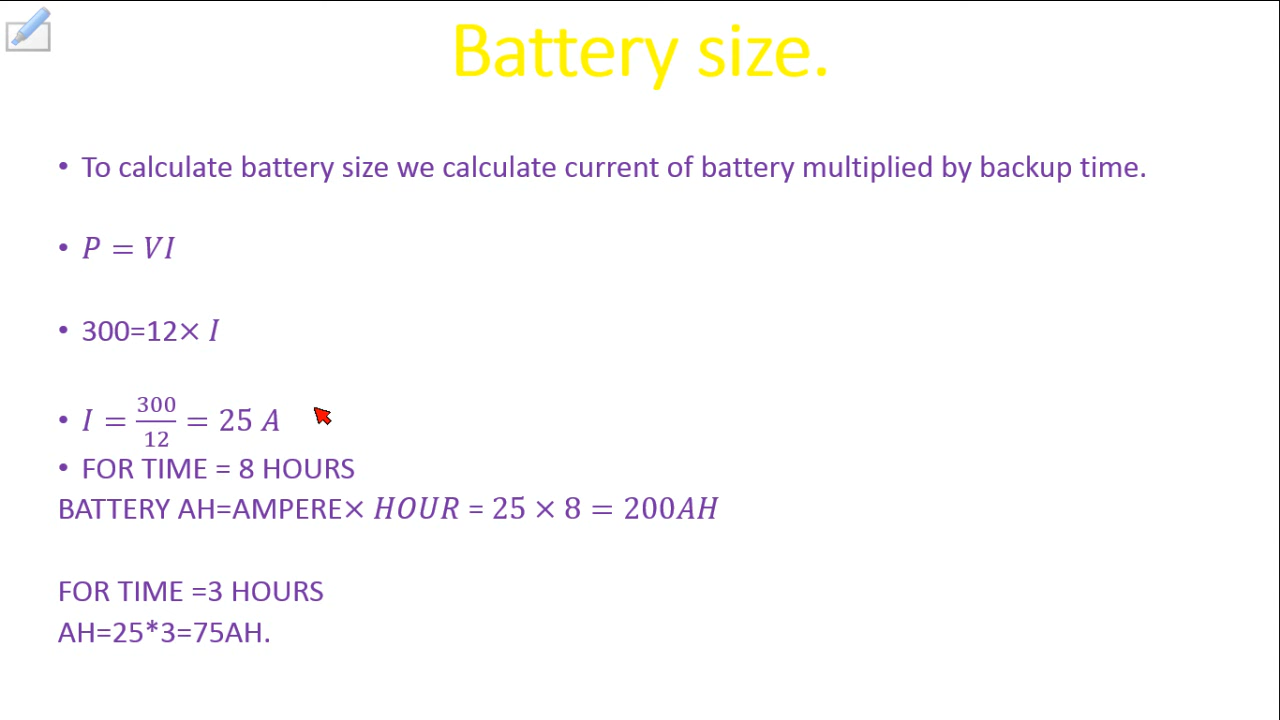 Battery size.
• To calculate battery size we calculate current of battery multiplied by backup time.
• P = VI
• 300=12× I
• I = 300/12 = 25 A
• FOR TIME = 8 HOURS
BATTERY AH=AMPERE× HOUR = 25 × 8 = 200AH
FOR TIME =3 HOURS
AH=25*3=75AH.